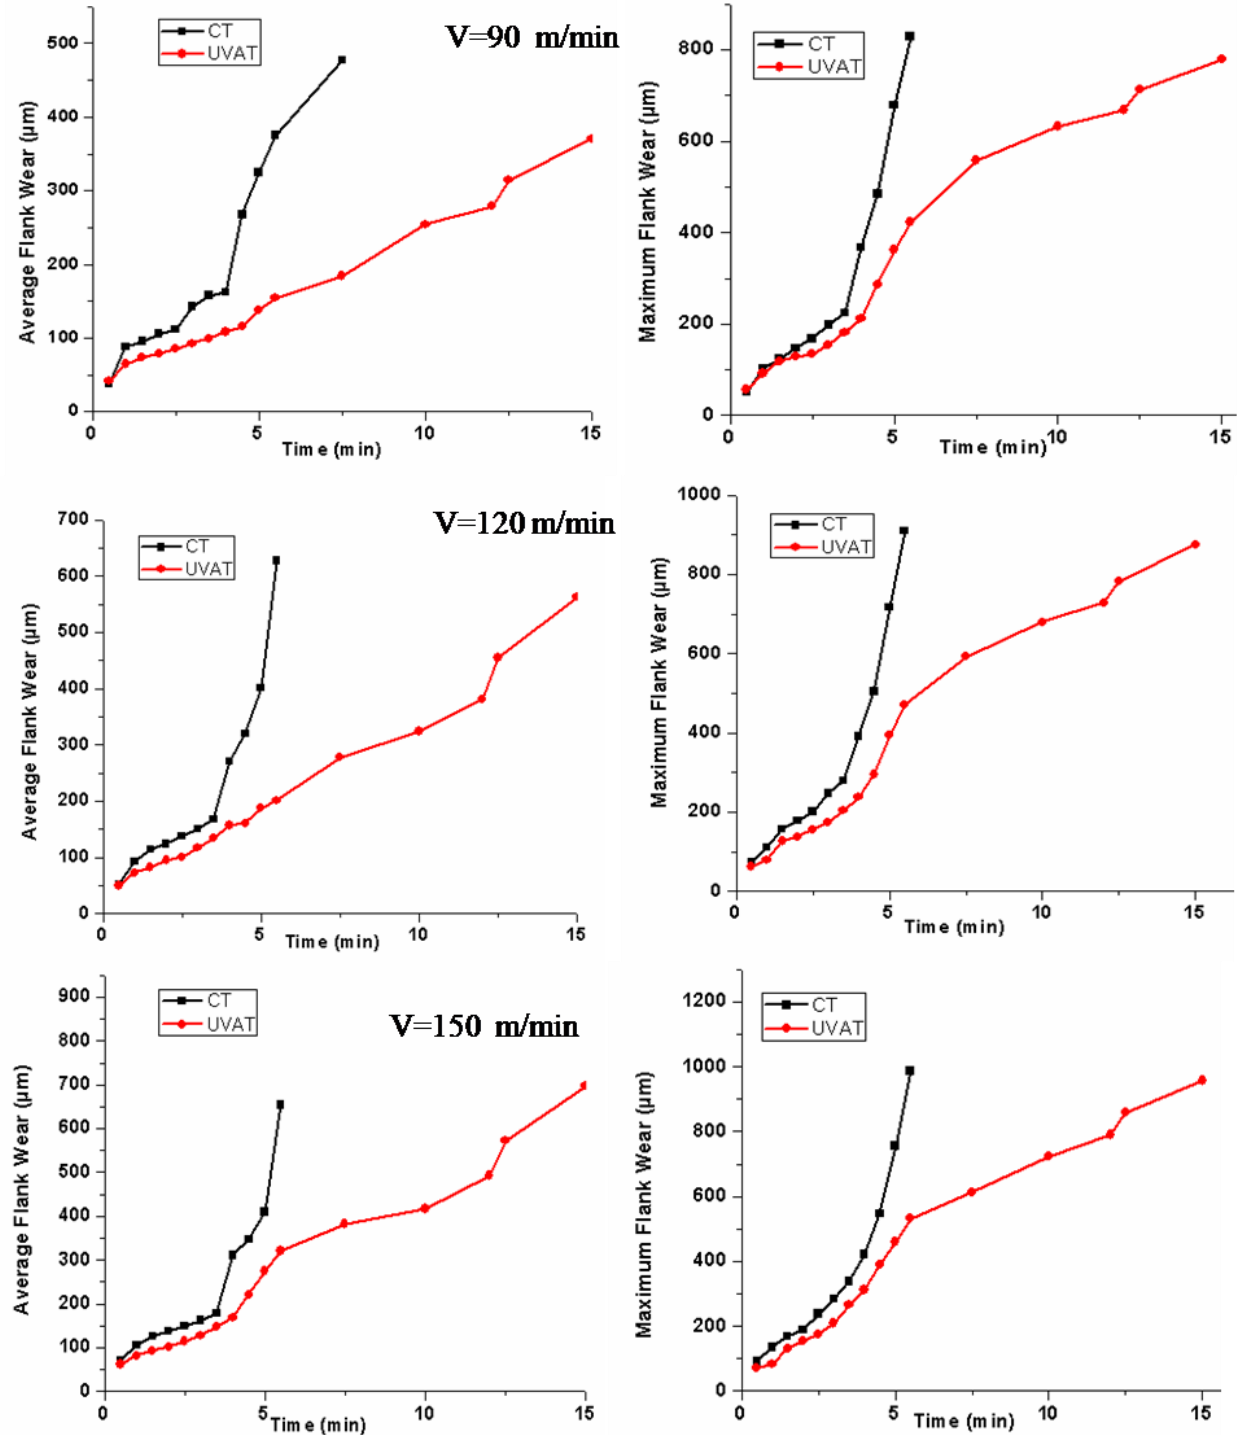 V=90 m/min
CT
UVAT
500
400
300
200
100
0
Average Flank Wear (µm)
0
5
10
15
Time (min)
CT
UVAT
800
600
400
200
0
Maximum Flank Wear (µm)
0
5
10
15
Time (min)
V=120 m/min
CT
UVAT
700
600
500
400
300
200
100
0
Average Flank Wear (µm)
0
5
10
15
Time (min)
CT
UVAT
1000
800
600
400
200
0
Maximum Flank Wear (µm)
0
5
10
15
Time (min)
V=150 m/min
CT
UVAT
900
800
700
600
500
400
300
200
100
0
Average Flank Wear (µm)
0
5
10
15
Time (min)
CT
UVAT
1200
1000
800
600
400
200
0
Maximum Flank Wear (µm)
0
5
10
15
Time (min)